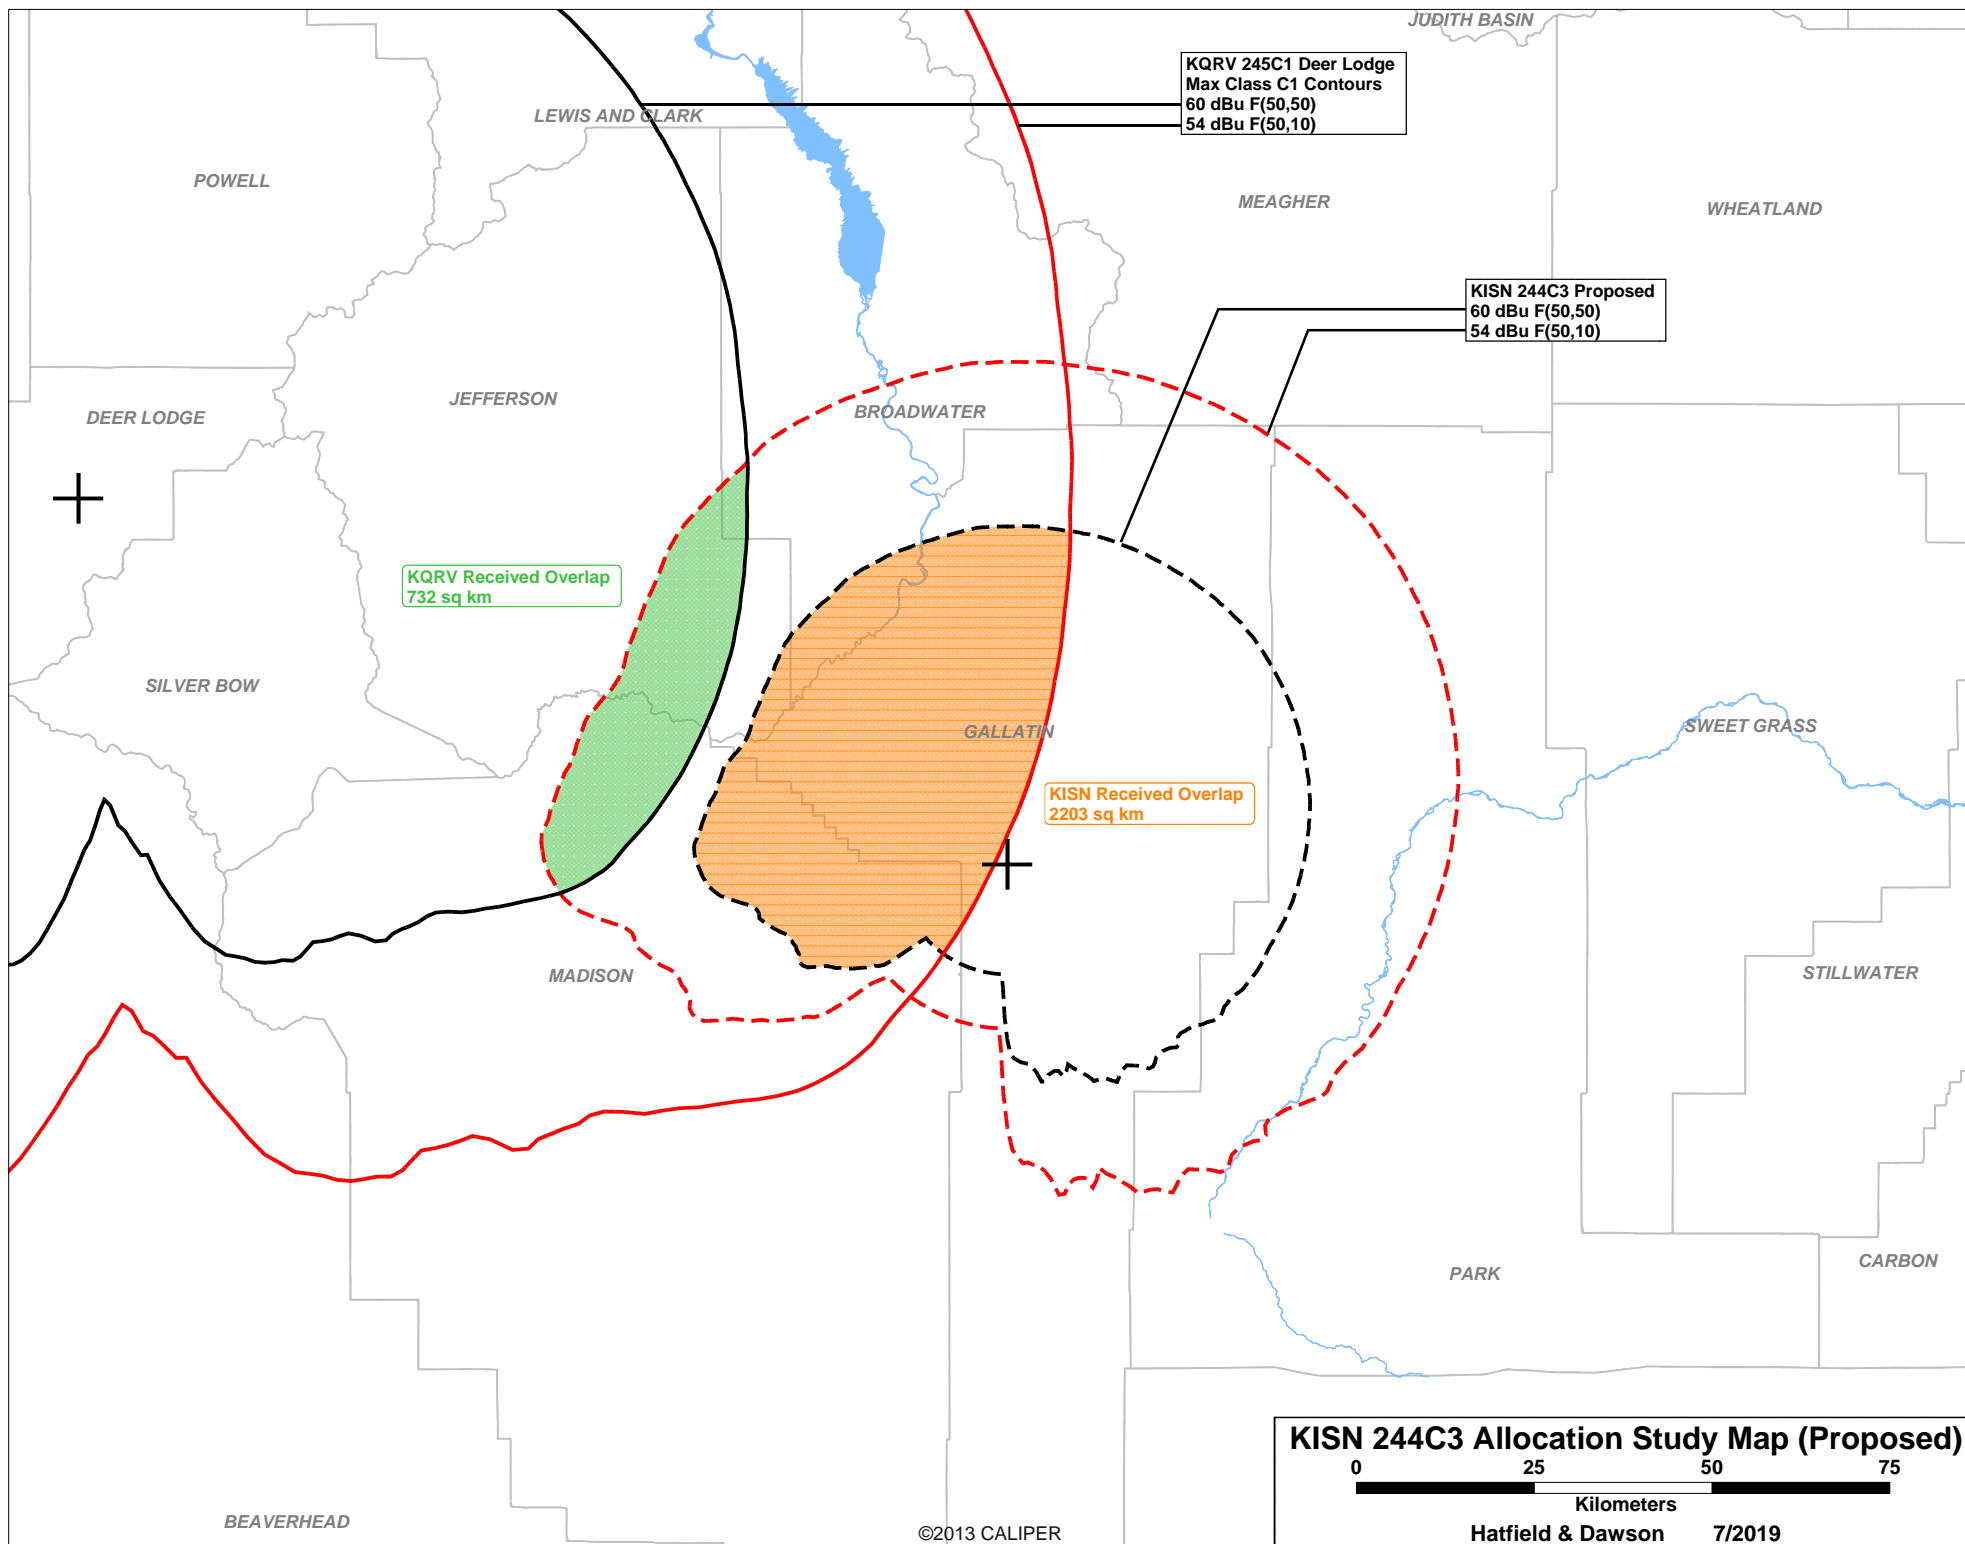 JUDITH BASIN
KQRV 245C1 Deer Lodge
Max Class C1 Contours
60 dBu F(50,50)
54 dBu F(50,10)
LEWIS AND CLARK
POWELL
MEAGHER
WHEATLAND
KISN 244C3 Proposed
60 dBu F(50,50)
54 dBu F(50,10)
JEFFERSON
DEER LODGE
BROADWATER
KQRV Received Overlap
732 sq km
SILVER BOW
GALLATIN
SWEET GRASS
KISN Received Overlap
2203 sq km
MADISON
STILLWATER
CARBON
PARK
BEAVERHEAD
©2013 CALIPER
KISN 244C3 Allocation Study Map (Proposed)
0 25 50 75
Kilometers
Hatfield & Dawson 7/2019